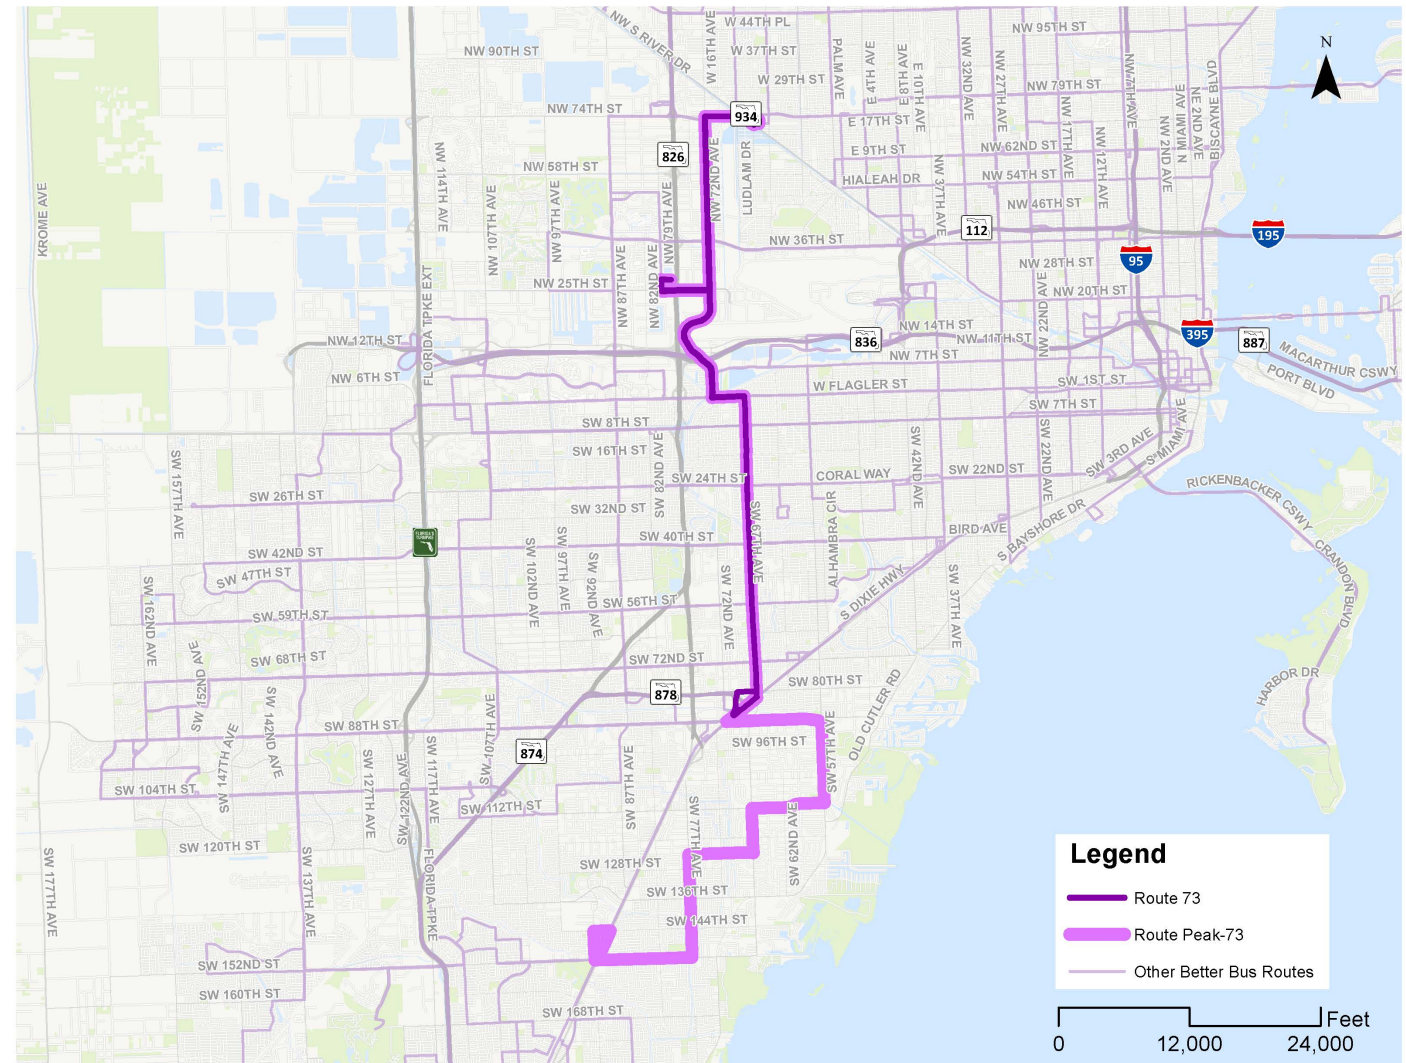 W 44TH PL
NW 95TH ST
N
NW S RIVER DR
W 16TH AVE
NW 90TH ST
W 37TH ST
PALM AVE
E 4TH AVE
E 8TH AVE
E 10TH AVE
NW 32ND AVE
NW 27TH AVE
NW 7TH AVE
BISCAYNE BLVD
W 29TH ST
NW 79TH ST
NW 74TH ST
934
E 17TH ST
NW 17TH AVE
NW 12TH AVE
NW 2ND AVE
N MIAMI AVE
NE 2ND AVE
826
E 9TH ST
NW 62ND ST
NW 58TH ST
HIALEAH DR
NW 54TH ST
NW 114TH AVE
NW 107TH AVE
NW 97TH AVE
NW 79TH AVE
NW 72ND AVE
LUDLAM DR
NW 37TH AVE
NW 46TH ST
KROME AVE
112
195
NW 36TH ST
95
NW 28TH ST
NW 25TH ST
NW 87TH AVE
NW 82ND AVE
NW 20TH ST
FLORIDA TPKE EXT
NW 22ND AVE
NW 14TH ST
NW 12TH ST
836
NW 11TH ST
395
887
MACARTHUR CSWY
NW 7TH ST
PORT BLVD
NW 6TH ST
W FLAGLER ST
SW 1ST ST
SW 7TH ST
SW 8TH ST
SW 16TH ST
SW 82ND AVE
SW 42ND AVE
SW 22ND AVE
SW 3RD AVE
S MIAMI AVE
SW 157TH AVE
SW 24TH ST
CORAL WAY
SW 22ND ST
RICKENBACKER CSWY
SW 26TH ST
SW 32ND ST
SW 67TH AVE
ALHAMBRA CIR
BIRD AVE
S BAYSHORE DR
FLORIDA'S
TURNPIKE
SW 40TH ST
SW 42ND ST
CRANDON BLVD
SW 102ND AVE
SW 97TH AVE
SW 92ND AVE
SW 72ND AVE
SW 47TH ST
S DIXIE HWY
SW 37TH AVE
SW 162ND AVE
SW 56TH ST
SW 59TH ST
SW 152ND AVE
SW 68TH ST
SW 72ND ST
SW 80TH ST
HARBOR DR
878
OLD CUTLER RD
SW 142ND AVE
SW 107TH AVE
SW 88TH ST
SW 147TH AVE
SW 96TH ST
SW 57TH AVE
874
SW 127TH AVE
SW 122ND AVE
SW 117TH AVE
SW 87TH AVE
SW 104TH ST
SW 112TH ST
SW 77TH AVE
SW 62ND AVE
SW 120TH ST
SW 128TH ST
SW 177TH AVE
SW 137TH AVE
FLORIDA TPKE
SW 136TH ST
SW 144TH ST
SW 152ND ST
SW 160TH ST
SW 168TH ST
Legend
Route 73
Route Peak-73
Other Better Bus Routes
Feet
0 12,000 24,000